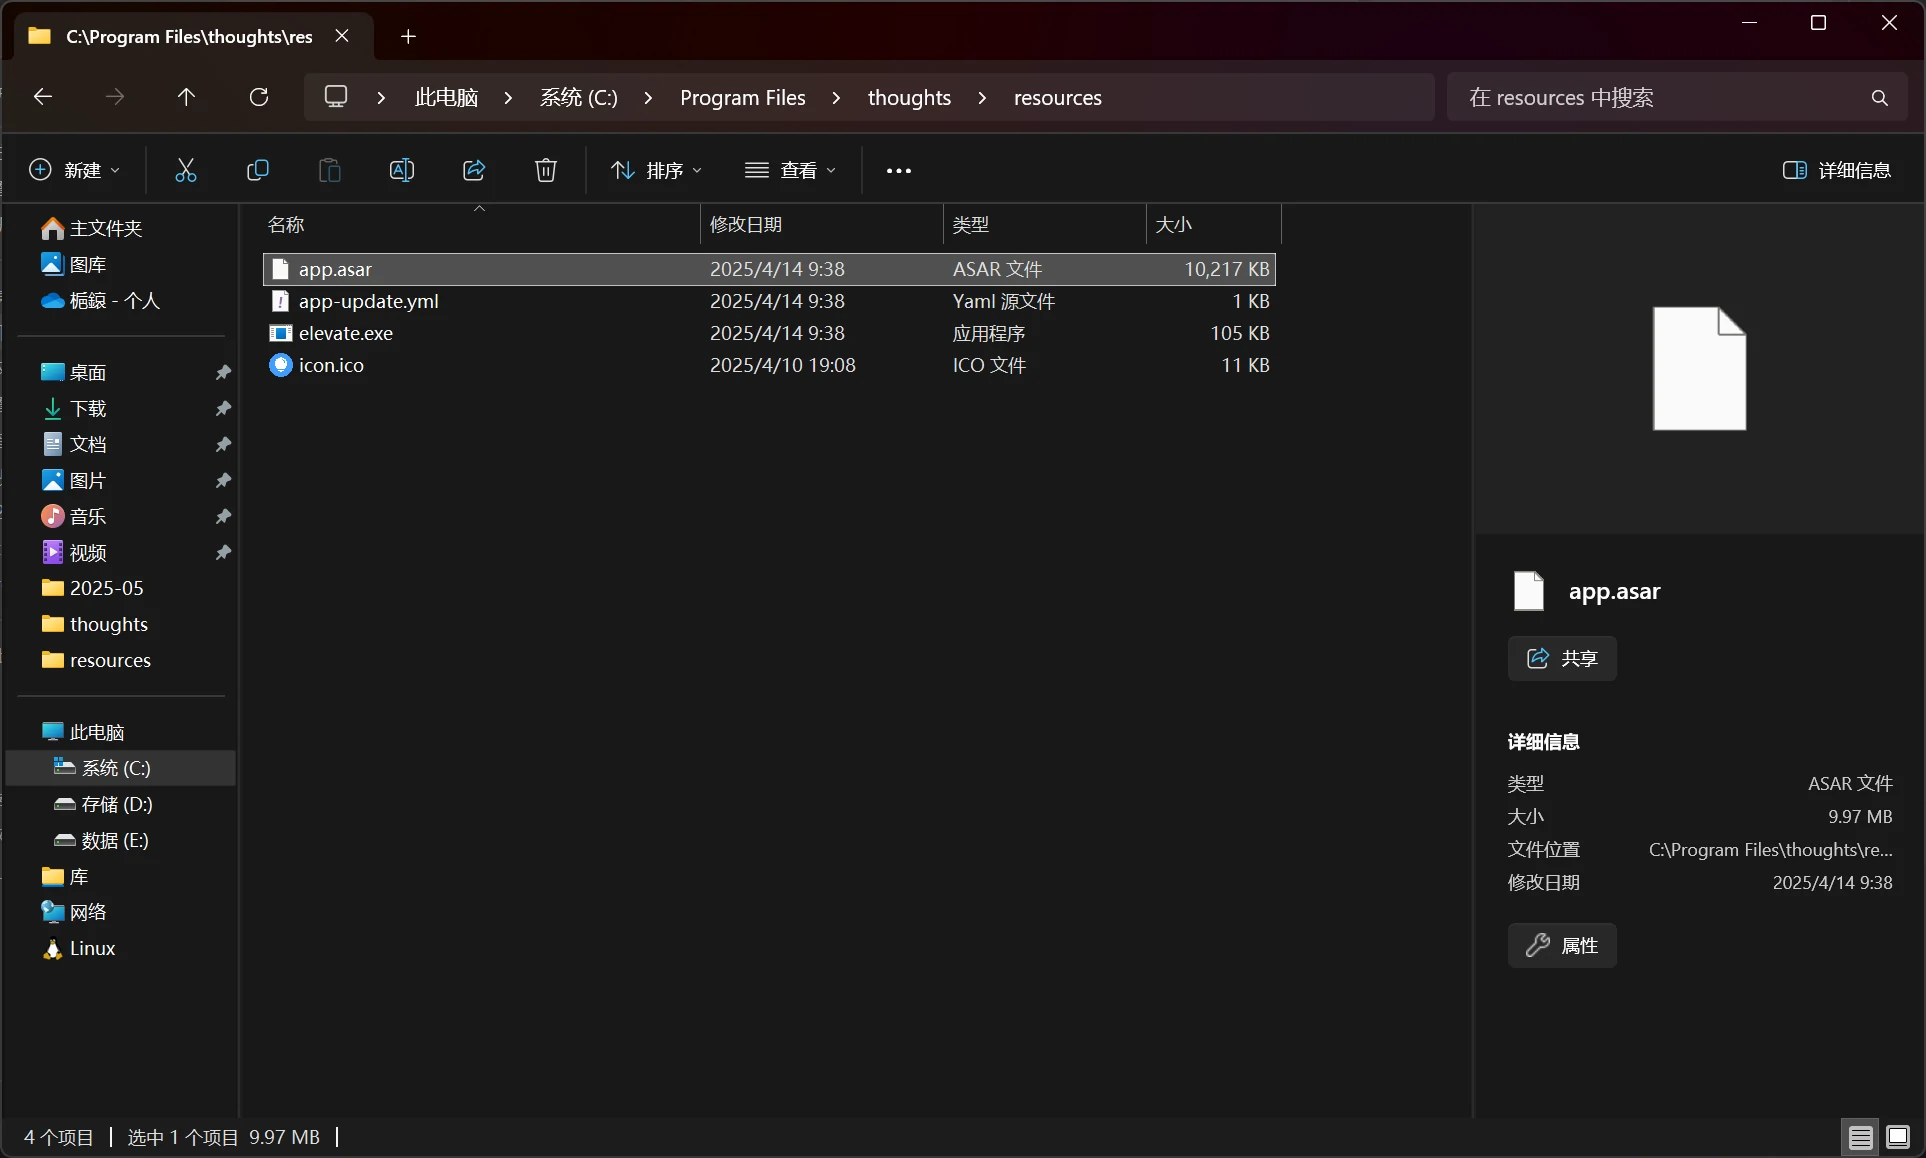 C:\Program Files\thoughts\res
此电脑 系统 (C:) Program Files thoughts resources
在 resources 中搜索
新建 排序 查看 详细信息
主文件夹
图库
栀鶁 - 个人
桌面
下载
文档
图片
音乐
视频
2025-05
thoughts
resources
此电脑
系统 (C:)
存储 (D:)
数据 (E:)
库
网络
Linux
名称 修改日期 类型 大小
app.asar 2025/4/14 9:38 ASAR 文件 10,217 KB
app-update.yml 2025/4/14 9:38 Yaml 源文件 1 KB
elevate.exe 2025/4/14 9:38 应用程序 105 KB
icon.ico 2025/4/10 19:08 ICO 文件 11 KB
app.asar
共享
详细信息
类型 ASAR 文件
大小 9.97 MB
文件位置 C:\Program Files\thoughts\re...
修改日期 2025/4/14 9:38
属性
4 个项目 选中 1 个项目 9.97 MB